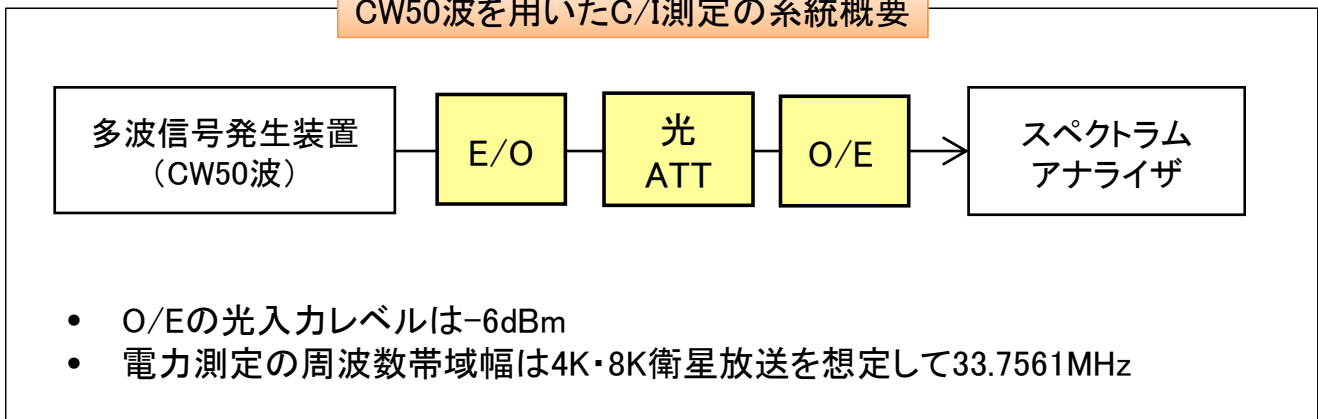 CW50波を用いたC/I測定の系統概要
多波信号発生装置
（CW50波）
E/O
光
ATT
O/E
スペクトラム
アナライザ
• O/Eの光入力レベルは-6dBm
• 電力測定の周波数帯域幅は4K・8K衛星放送を想定して33.7561MHz